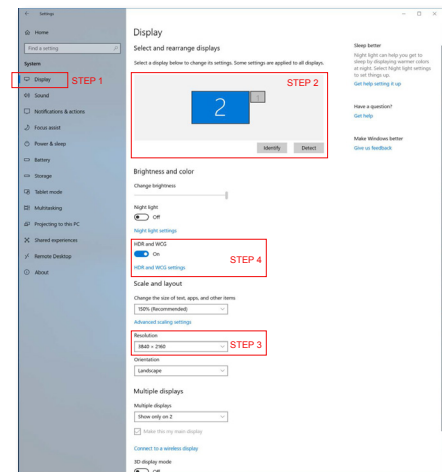 Settings
Home
Find a setting
System
Display
STEP 1
Sound
Notifications & actions
Focus assist
Power & sleep
Battery
Storage
Tablet mode
Multitasking
Projecting to this PC
Shared experiences
Remote Desktop
About
Display
Select and rearrange displays
Select a display below to change its settings. Some settings are applied to all displays.
STEP 2
2
1
Identify
Detect
Brightness and color
Change brightness
Night light
Off
Night light settings
HDR and WCG
On
STEP 4
HDR and WCG settings
Scale and layout
Change the size of text, apps, and other items
150% (Recommended)
Advanced scaling settings
Resolution
3840 × 2160
STEP 3
Orientation
Landscape
Multiple displays
Multiple displays
Show only on 2
Make this my main display
Connect to a wireless display
3D display mode
Off
Sleep better
Night light can help you get to
sleep by displaying warmer colors
at night. Select Night light settings
to set things up.
Get help setting it up
Have a question?
Get help
Make Windows better
Give us feedback